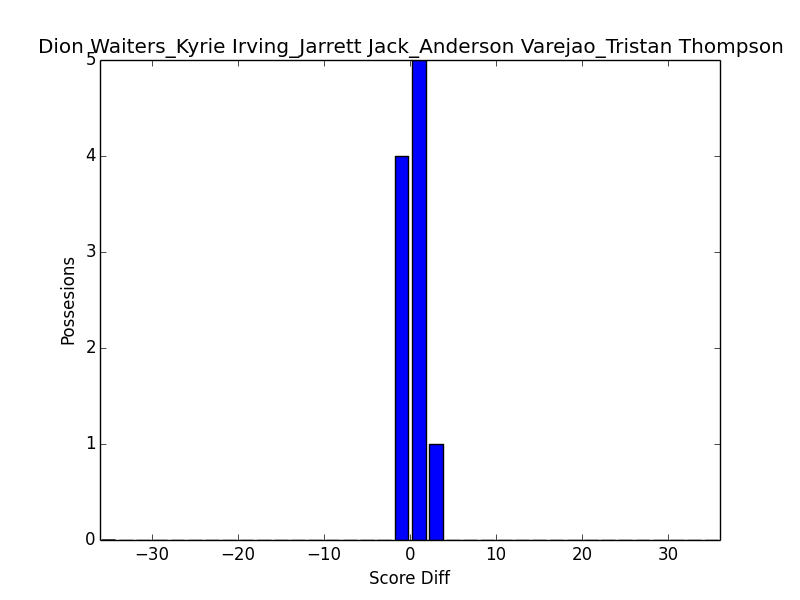 Dion Waiters_Kyrie Irving_Jarrett Jack_Anderson Varejao_Tristan Thompson
5
4
3
2
1
0
Possesions
−30 −20 −10 0 10 20 30
Score Diff